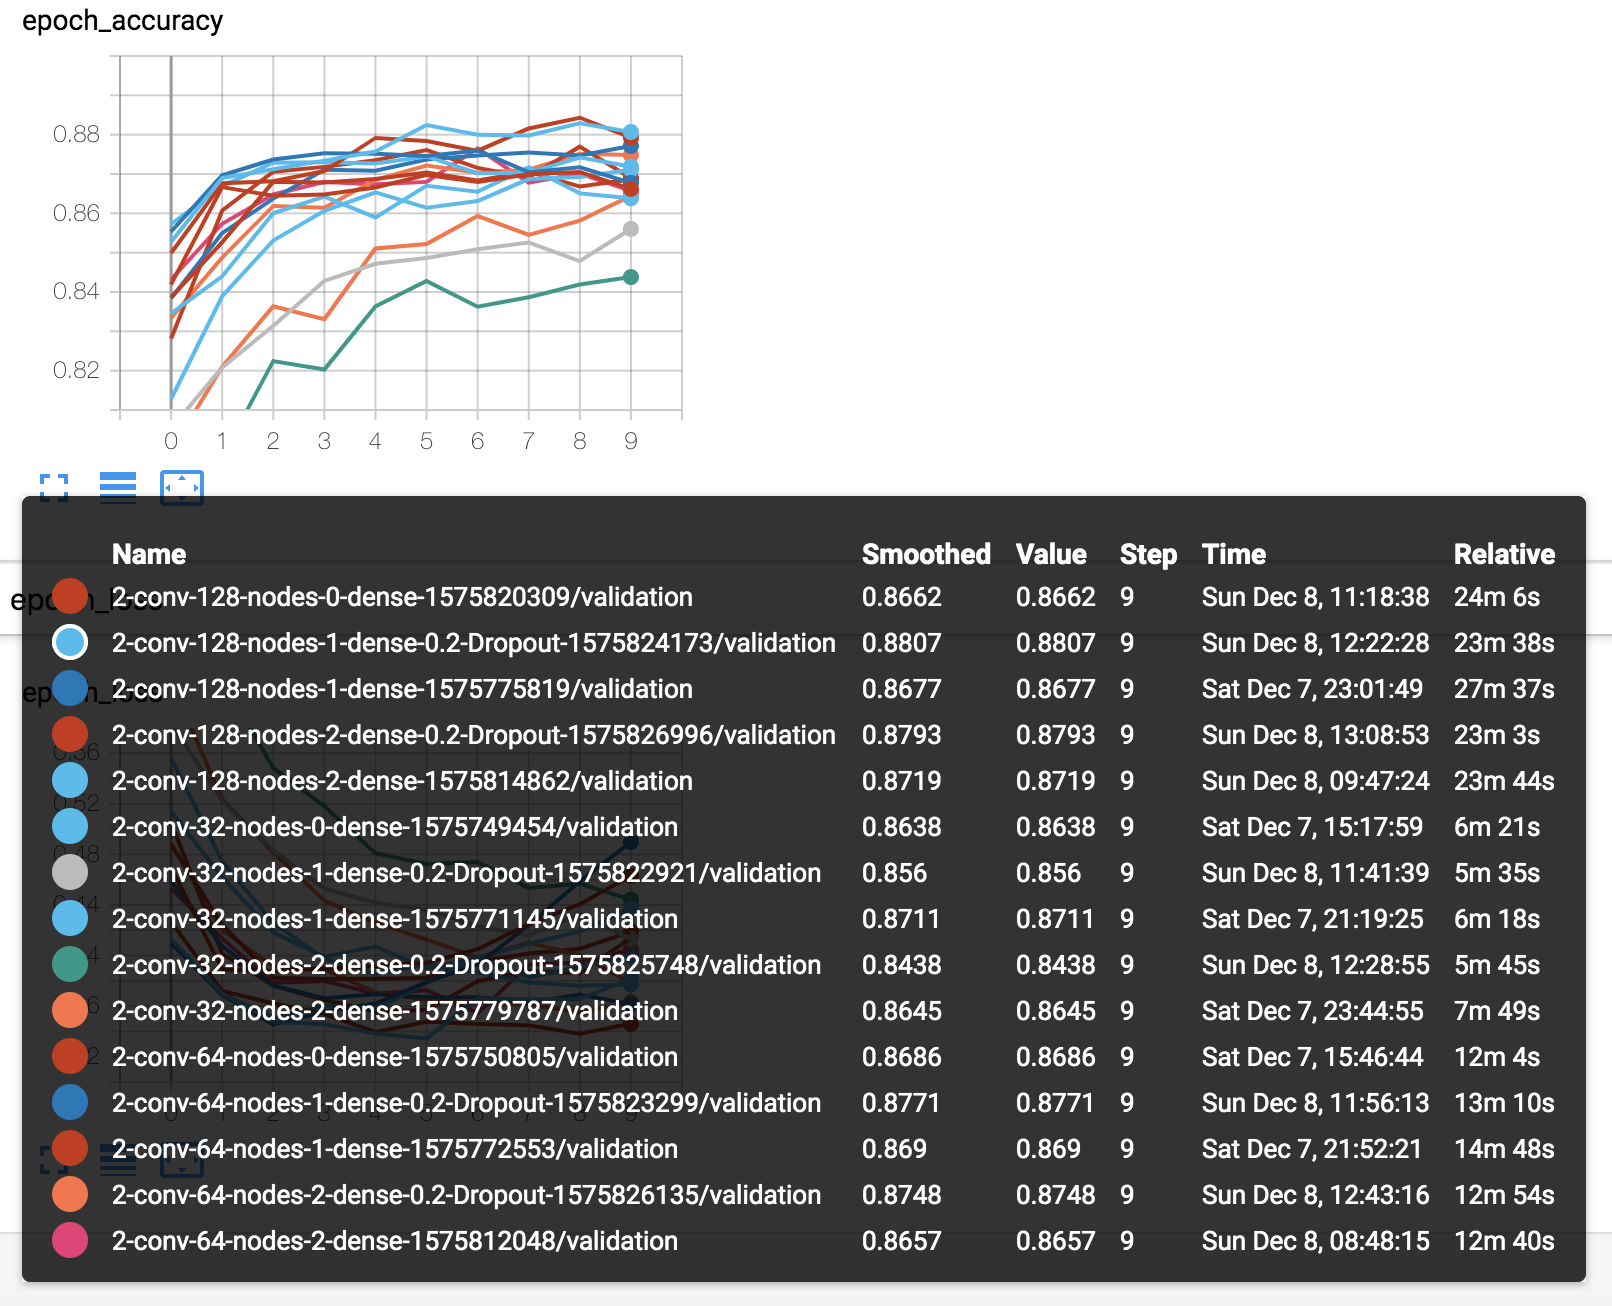 epoch_accuracy
0.88
0.86
0.84
0.82
0 1 2 3 4 5 6 7 8 9
Name Smoothed Value Step Time Relative
2-conv-128-nodes-0-dense-1575820309/validation 0.8662 0.8662 9 Sun Dec 8, 11:18:38 24m 6s
2-conv-128-nodes-1-dense-0.2-Dropout-1575824173/validation 0.8807 0.8807 9 Sun Dec 8, 12:22:28 23m 38s
2-conv-128-nodes-1-dense-1575775819/validation 0.8677 0.8677 9 Sat Dec 7, 23:01:49 27m 37s
2-conv-128-nodes-2-dense-0.2-Dropout-1575826996/validation 0.8793 0.8793 9 Sun Dec 8, 13:08:53 23m 3s
2-conv-128-nodes-2-dense-1575814862/validation 0.8719 0.8719 9 Sun Dec 8, 09:47:24 23m 44s
2-conv-32-nodes-0-dense-1575749454/validation 0.8638 0.8638 9 Sat Dec 7, 15:17:59 6m 21s
2-conv-32-nodes-1-dense-0.2-Dropout-1575822921/validation 0.856 0.856 9 Sun Dec 8, 11:41:39 5m 35s
2-conv-32-nodes-1-dense-1575771145/validation 0.8711 0.8711 9 Sat Dec 7, 21:19:25 6m 18s
2-conv-32-nodes-2-dense-0.2-Dropout-1575825748/validation 0.8438 0.8438 9 Sun Dec 8, 12:28:55 5m 45s
2-conv-32-nodes-2-dense-1575779787/validation 0.8645 0.8645 9 Sat Dec 7, 23:44:55 7m 49s
2-conv-64-nodes-0-dense-1575750805/validation 0.8686 0.8686 9 Sat Dec 7, 15:46:44 12m 4s
2-conv-64-nodes-1-dense-0.2-Dropout-1575823299/validation 0.8771 0.8771 9 Sun Dec 8, 11:56:13 13m 10s
2-conv-64-nodes-1-dense-1575772553/validation 0.869 0.869 9 Sat Dec 7, 21:52:21 14m 48s
2-conv-64-nodes-2-dense-0.2-Dropout-1575826135/validation 0.8748 0.8748 9 Sun Dec 8, 12:43:16 12m 54s
2-conv-64-nodes-2-dense-1575812048/validation 0.8657 0.8657 9 Sun Dec 8, 08:48:15 12m 40s